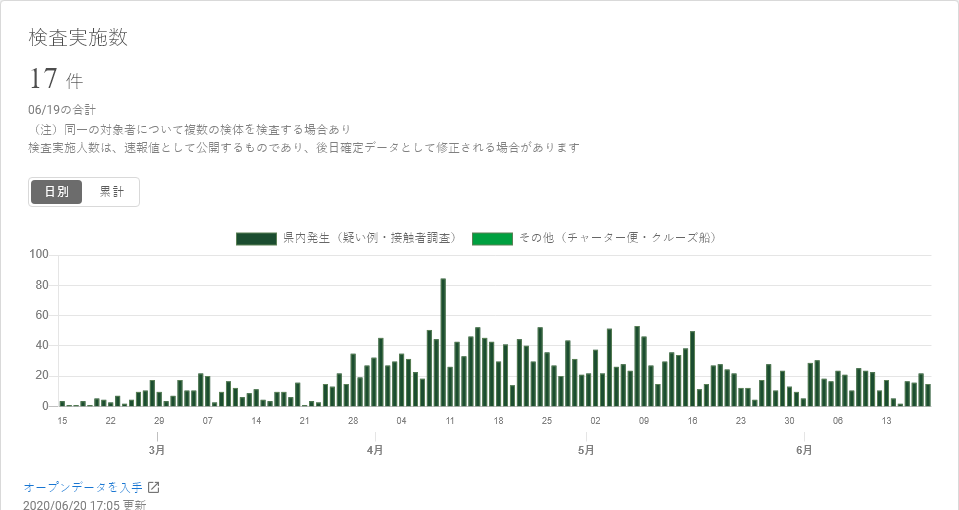 検査実施数
17 件
06/19の合計
（注）同一の対象者について複数の検体を検査する場合あり
検査実施人数は、速報値として公開するものであり、後日確定データとして修正される場合があります
日別 累計
県内発生（疑い例・接触者調査） その他（チャーター便・クルーズ船）
100
80
60
40
20
0
15 22 29 07 14 21 28 04 11 18 25 02 09 16 23 30 06 13
3月 4月 5月 6月
オープンデータを入手
2020/06/20 17:05 更新